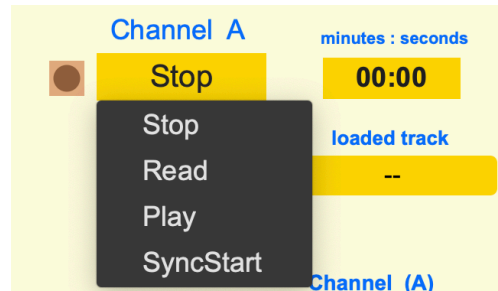 Channel A
minutes : seconds
Stop
00:00
Stop
loaded track
Read
--
Play
SyncStart
Channel (A)